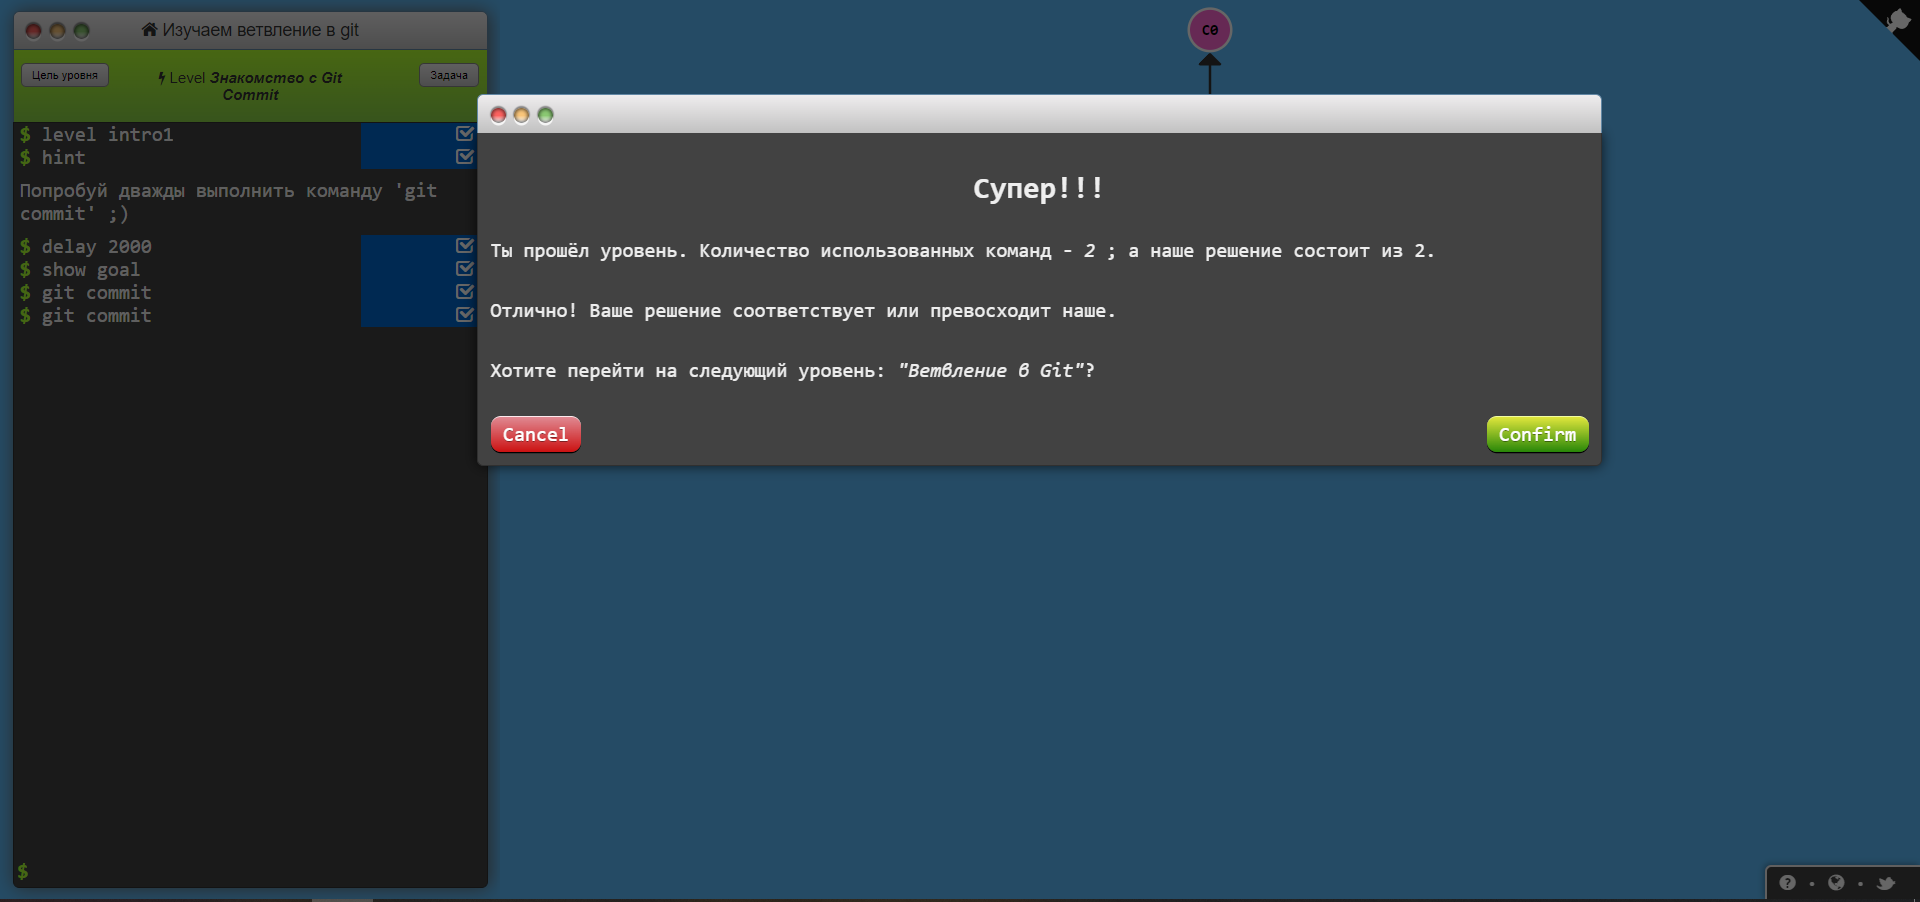 Изучаем ветвление в git
Цель уровня
Level Знакомство с Git
Commit
Задача
$ level intro1
$ hint
Попробуй дважды выполнить команду 'git
commit' ;)
$ delay 2000
$ show goal
$ git commit
$ git commit
$
C0
Супер!!!
Ты прошёл уровень. Количество использованных команд - 2 ; а наше решение состоит из 2.
Отлично! Ваше решение соответствует или превосходит наше.
Хотите перейти на следующий уровень: "Ветвление в Git"?
Cancel
Confirm